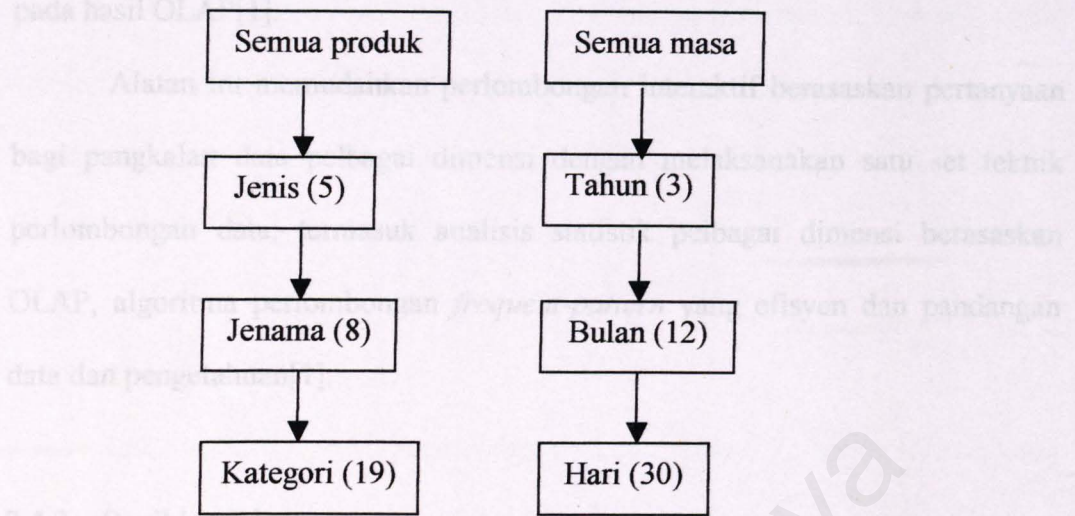 pada hasil OLAP[1].
Semua produk Semua masa
Alatan ini memudahkan perlombongan interaktif berasaskan pertanyaan
bagi pangkalan data pelbagai dimensi dengan melaksanakan satu set teknik
Jenis (5) Tahun (3)
perlombongan data, termasuk analisis statistik pelbagai dimensi berasaskan
OLAP, algoritma perlombongan frequent-pattern yang efisyen dan pandangan
Jenama (8) Bulan (12)
data dan pengetahuan[1].
Kategori (19) Hari (30)
ya